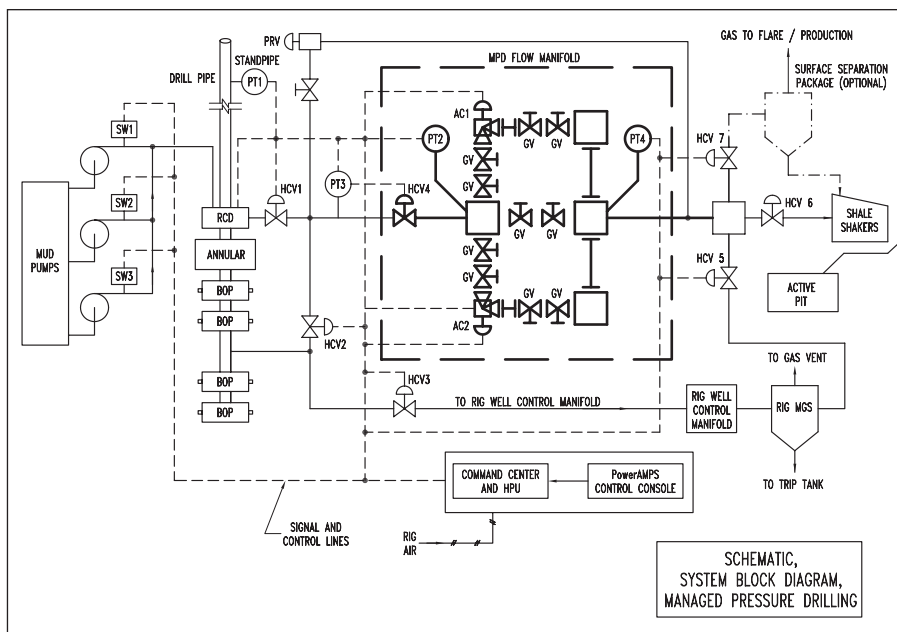 GAS TO FLARE / PRODUCTION
PRV
STANDPIPE
MPD FLOW MANIFOLD
SURFACE SEPARATION
PACKAGE (OPTIONAL)
DRILL PIPE
PT1
AC1
SW1
GV
GV
PT2
PT4
HCV 7
GV
PT3
HCV1
HCV4
SW2
RCD
HCV 6
SHALE
SHAKERS
MUD
PUMPS
GV
GV
SW3
ANNULAR
GV
GV
GV
HCV 5
ACTIVE
PIT
BOP
BOP
AC2
HCV2
TO GAS VENT
HCV3
BOP
BOP
TO RIG WELL CONTROL MANIFOLD
RIG WELL
CONTROL
MANIFOLD
RIG MGS
COMMAND CENTER
AND HPU
PowerAMPS
CONTROL CONSOLE
TO TRIP TANK
SIGNAL AND
CONTROL LINES
RIG
AIR
SCHEMATIC,
SYSTEM BLOCK DIAGRAM,
MANAGED PRESSURE DRILLING